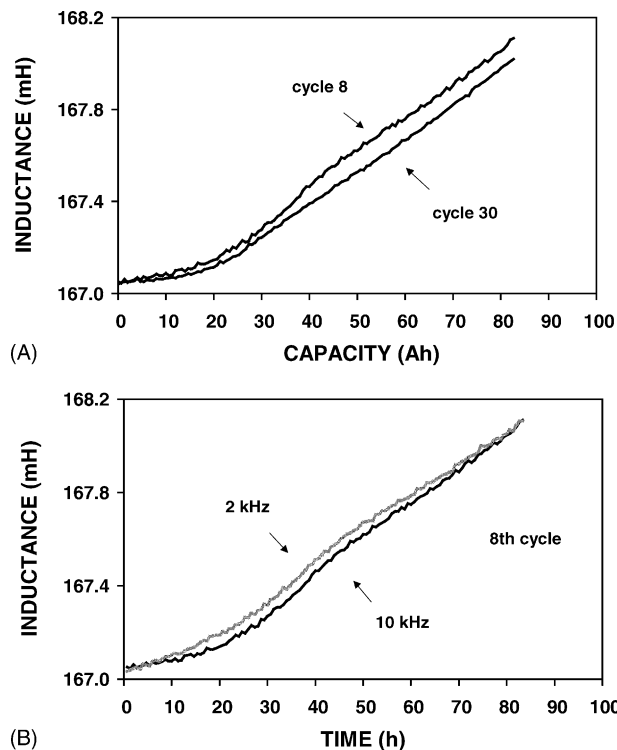 168.2
167.8
167.4
167.0
INDUCTANCE (mH)
cycle 8
cycle 30
0 10 20 30 40 50 60 70 80 90 100
(A)
CAPACITY (Ah)
168.2
167.8
167.4
167.0
INDUCTANCE (mH)
2 kHz
8th cycle
10 kHz
0 10 20 30 40 50 60 70 80 90 100
(B)
TIME (h)